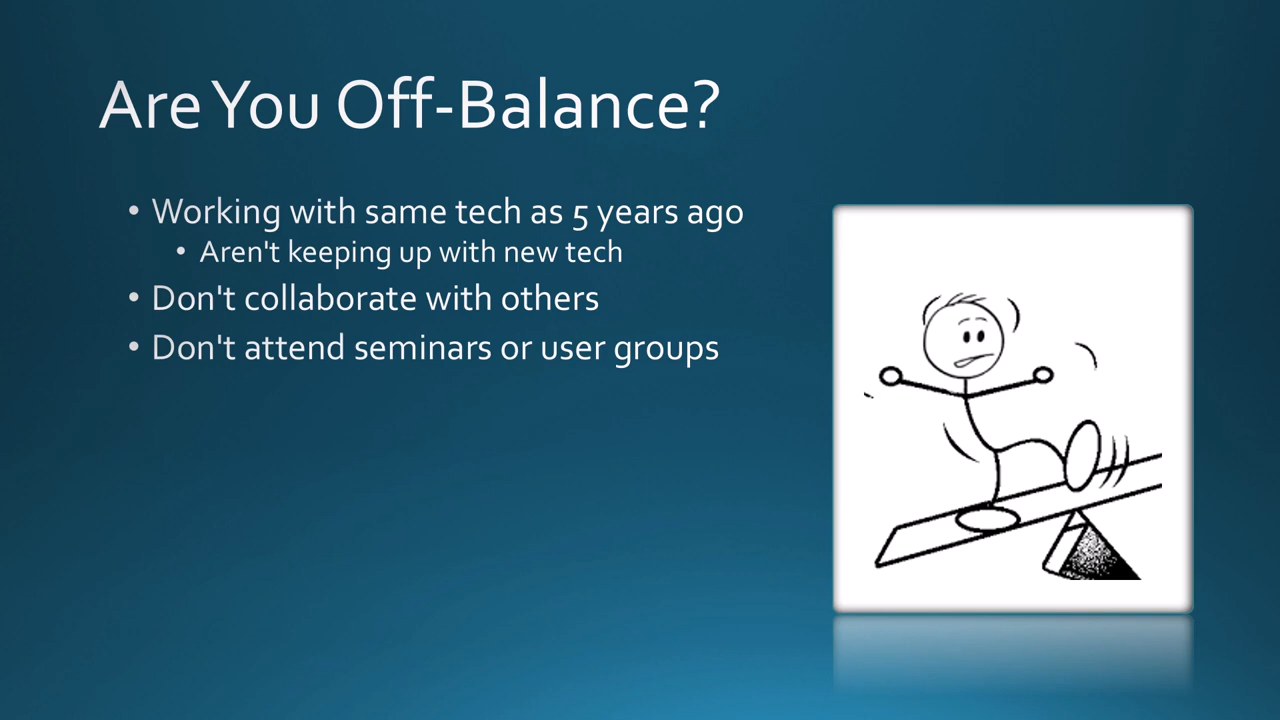 Are You Off-Balance?
• Working with same tech as 5 years ago
• Aren't keeping up with new tech
• Don't collaborate with others
• Don't attend seminars or user groups